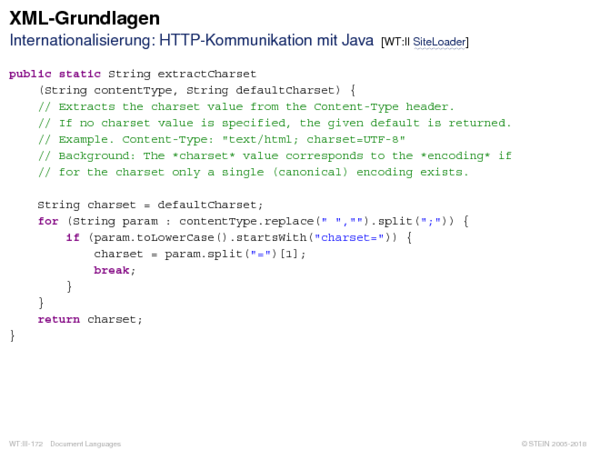 XML-Grundlagen
Internationalisierung: HTTP-Kommunikation mit Java [WT:II SiteLoader]
public static String extractCharset
(String contentType, String defaultCharset) {
// Extracts the charset value from the Content-Type header.
// If no charset value is specified, the given default is returned.
// Example. Content-Type: "text/html; charset=UTF-8"
// Background: The *charset* value corresponds to the *encoding* if
// for the charset only a single (canonical) encoding exists.
String charset = defaultCharset;
for (String param : contentType.replace(" ","").split(";")) {
if (param.toLowerCase().startsWith("charset=")) {
charset = param.split("=")[1];
break;
}
}
return charset;
}
WT:III-172 Document Languages © STEIN 2005-2018